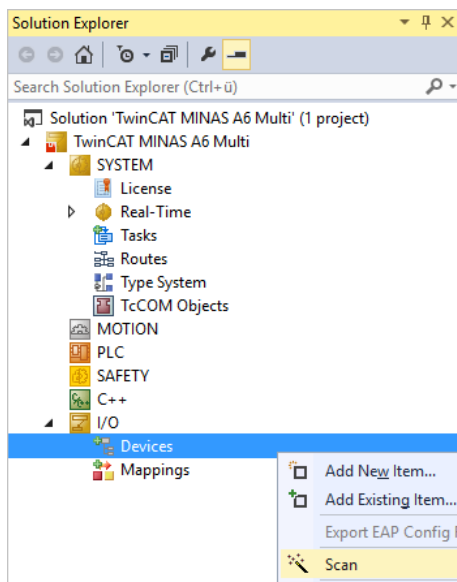 Solution Explorer
Search Solution Explorer (Ctrl+ü)
Solution 'TwinCAT MINAS A6 Multi' (1 project)
TwinCAT MINAS A6 Multi
SYSTEM
License
Real-Time
Tasks
Routes
Type System
TcCOM Objects
MOTION
PLC
SAFETY
C++
I/O
Devices
Mappings
Add New Item...
Add Existing Item...
Export EAP Config
Scan